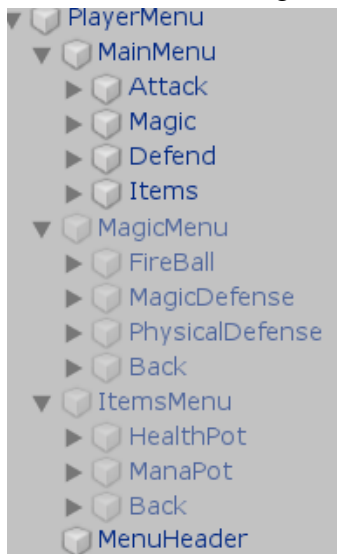 PlayerMenu
MainMenu
Attack
Magic
Defend
Items
MagicMenu
FireBall
MagicDefense
PhysicalDefense
Back
ItemsMenu
HealthPot
ManaPot
Back
MenuHeader